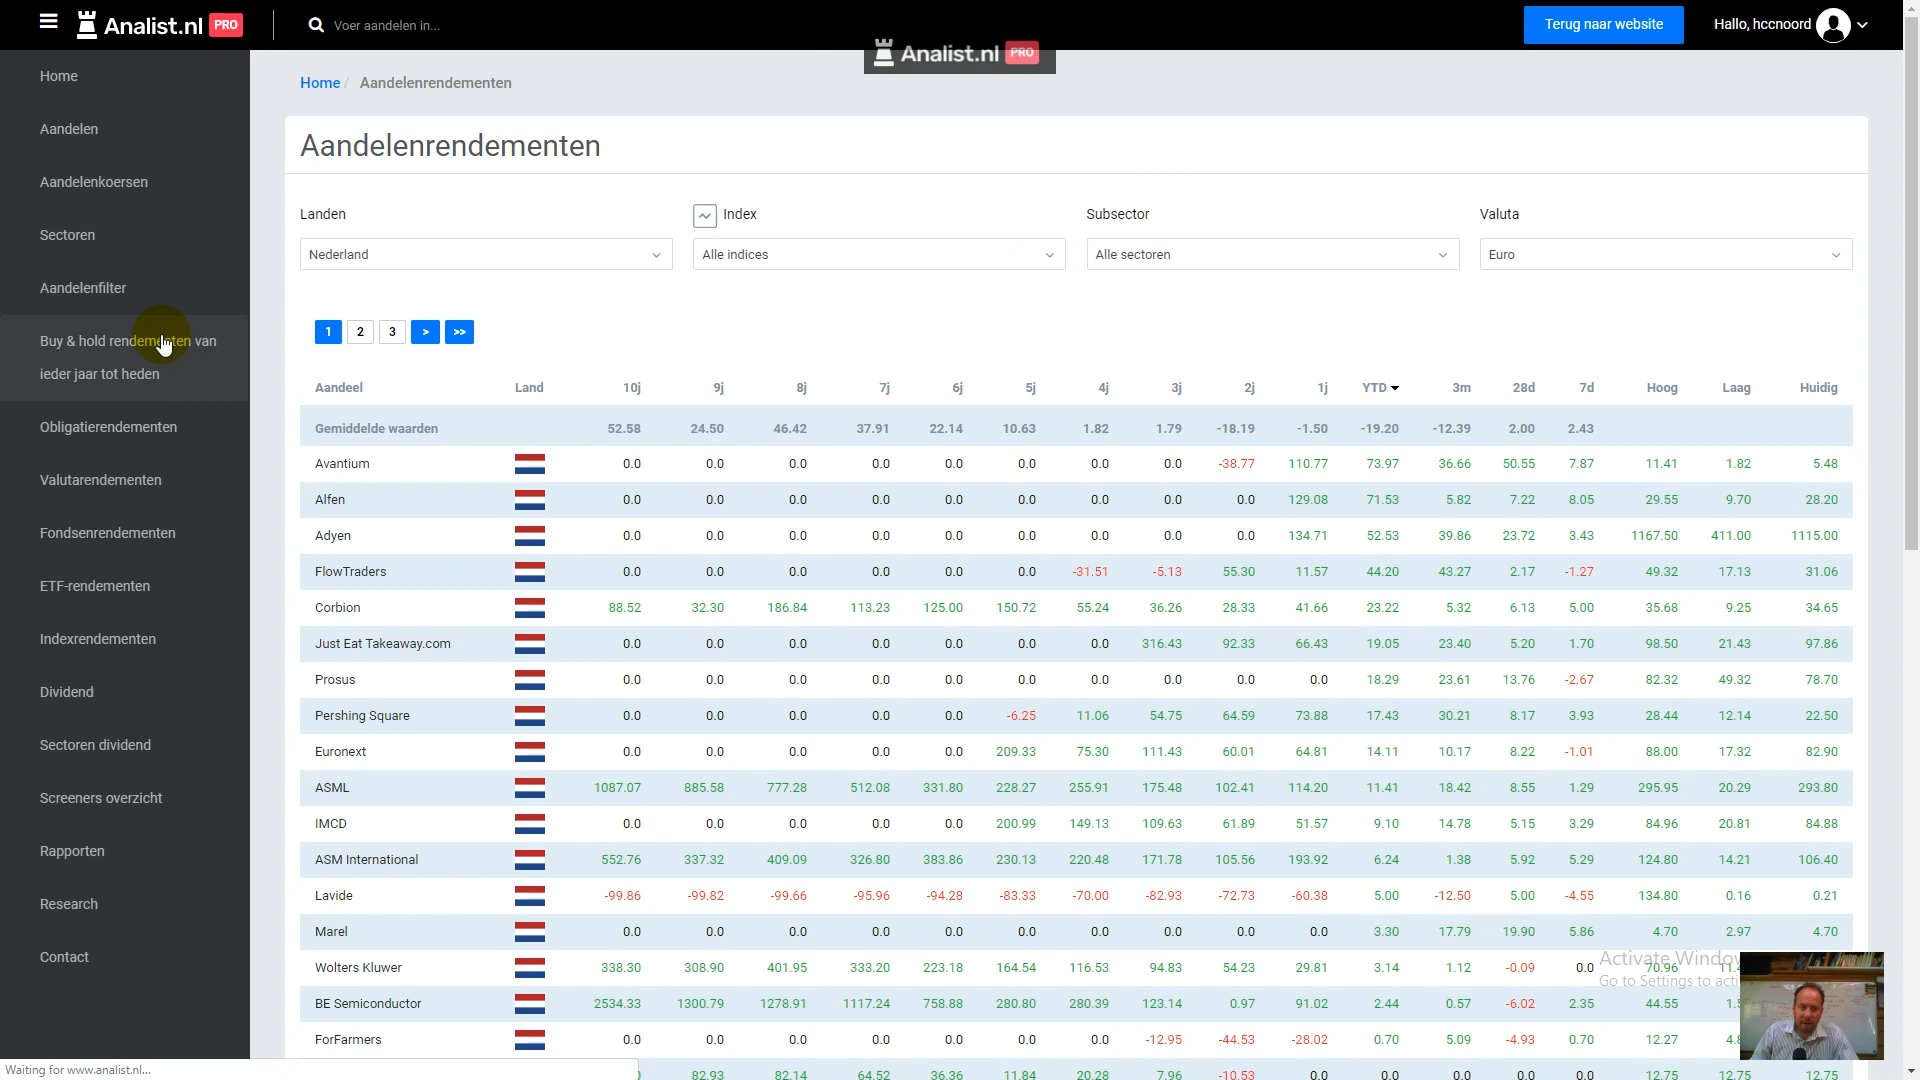 Analist.nl PRO
Voer aandelen in...
Terug naar website
Hallo, hccnoord
Analist.nl PRO
Home
Aandelen
Aandelenkoersen
Sectoren
Aandelenfilter
Buy & hold rendementen van
ieder jaar tot heden
Obligatierendementen
Valutarendementen
Fondsenrendementen
ETF-rendementen
Indexrendementen
Dividend
Sectoren dividend
Screeners overzicht
Rapporten
Research
Contact
Home / Aandelenrendementen
Aandelenrendementen
Landen Index Subsector Valuta
Nederland Alle indices Alle sectoren Euro
1 2 3 > >>
Aandeel Land 10j 9j 8j 7j 6j 5j 4j 3j 2j 1j YTD 3m 28d 7d Hoog Laag Huidig
Gemiddelde waarden 52.58 24.50 46.42 37.91 22.14 10.63 1.82 1.79 -18.19 -1.50 -19.20 -12.39 2.00 2.43
Avantium 0.0 0.0 0.0 0.0 0.0 0.0 0.0 0.0 -38.77 110.77 73.97 36.66 50.55 7.87 11.41 1.82 5.48
Alfen 0.0 0.0 0.0 0.0 0.0 0.0 0.0 0.0 0.0 129.08 71.53 5.82 7.22 8.05 29.55 9.70 28.20
Adyen 0.0 0.0 0.0 0.0 0.0 0.0 0.0 0.0 0.0 134.71 52.53 39.86 23.72 3.43 1167.50 411.00 1115.00
FlowTraders 0.0 0.0 0.0 0.0 0.0 0.0 -31.51 -5.13 55.30 11.57 44.20 43.27 2.17 -1.27 49.32 17.13 31.06
Corbion 88.52 32.30 186.84 113.23 125.00 150.72 55.24 36.26 28.33 41.66 23.22 5.32 6.13 5.00 35.68 9.25 34.65
Just Eat Takeaway.com 0.0 0.0 0.0 0.0 0.0 0.0 0.0 316.43 92.33 66.43 19.05 23.40 5.20 1.70 98.50 21.43 97.86
Prosus 0.0 0.0 0.0 0.0 0.0 0.0 0.0 0.0 0.0 0.0 18.29 23.61 13.76 -2.67 82.32 49.32 78.70
Pershing Square 0.0 0.0 0.0 0.0 0.0 -6.25 11.06 54.75 64.59 73.88 17.43 30.21 8.17 3.93 28.44 12.14 22.50
Euronext 0.0 0.0 0.0 0.0 0.0 209.33 75.30 111.43 60.01 64.81 14.11 10.17 8.22 -1.01 88.00 17.32 82.90
ASML 1087.07 885.58 777.28 512.08 331.80 228.27 255.91 175.48 102.41 114.20 11.41 18.42 8.55 1.29 295.95 20.29 293.80
IMCD 0.0 0.0 0.0 0.0 0.0 200.99 149.13 109.63 61.89 51.57 9.10 14.78 5.15 3.29 84.96 20.81 84.88
ASM International 552.76 337.32 409.09 326.80 383.86 230.13 220.48 171.78 105.56 193.92 6.24 1.38 5.92 5.29 124.80 14.21 106.40
Lavide -99.86 -99.82 -99.66 -95.96 -94.28 -83.33 -70.00 -82.93 -72.73 -60.38 5.00 -12.50 5.00 -4.55 134.80 0.16 0.21
Marel 0.0 0.0 0.0 0.0 0.0 0.0 0.0 0.0 0.0 0.0 3.30 17.79 19.90 5.86 4.70 2.97 4.70
Wolters Kluwer 338.30 308.90 401.95 333.20 223.18 164.54 116.53 94.83 54.23 29.81 3.14 1.12 -0.09 0.0 70.96
BE Semiconductor 2534.33 1300.79 1278.91 1117.24 758.88 280.80 280.39 123.14 0.97 91.02 2.44 0.57 -6.02 2.35 44.55
ForFarmers 0.0 0.0 0.0 0.0 0.0 0.0 0.0 -12.95 -44.53 -28.02 0.70 5.09 -4.93 0.70 12.27
82.93 82.14 64.52 36.36 11.84 20.28 7.96 -10.53 0.0 0.0 0.0 0.0 0.0 12.75 12.75 12.75
Activate Window
Go to Settings to acti
Waiting for www.analist.nl...